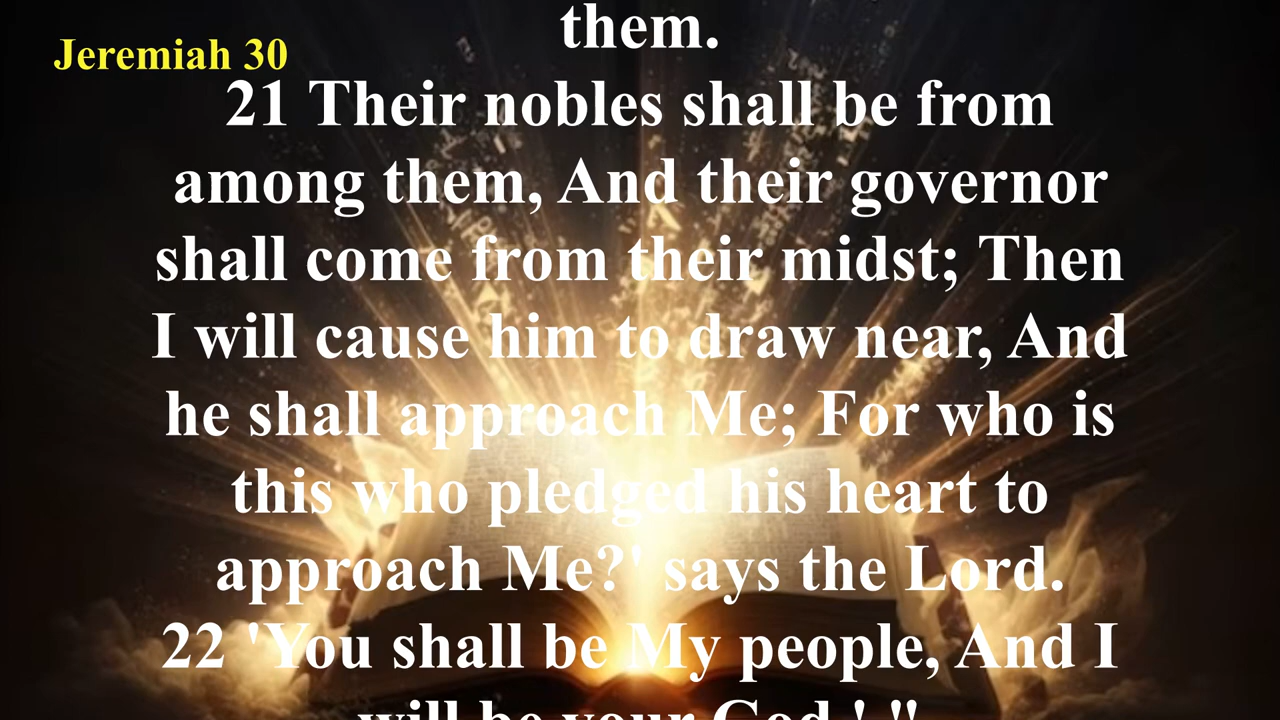 them.
Jeremiah 30
21 Their nobles shall be from
among them, And their governor
shall come from their midst; Then
I will cause him to draw near, And
he shall approach Me; For who is
this who pledged his heart to
approach Me?' says the Lord.
22 'You shall be My people, And I
will be your God.' "